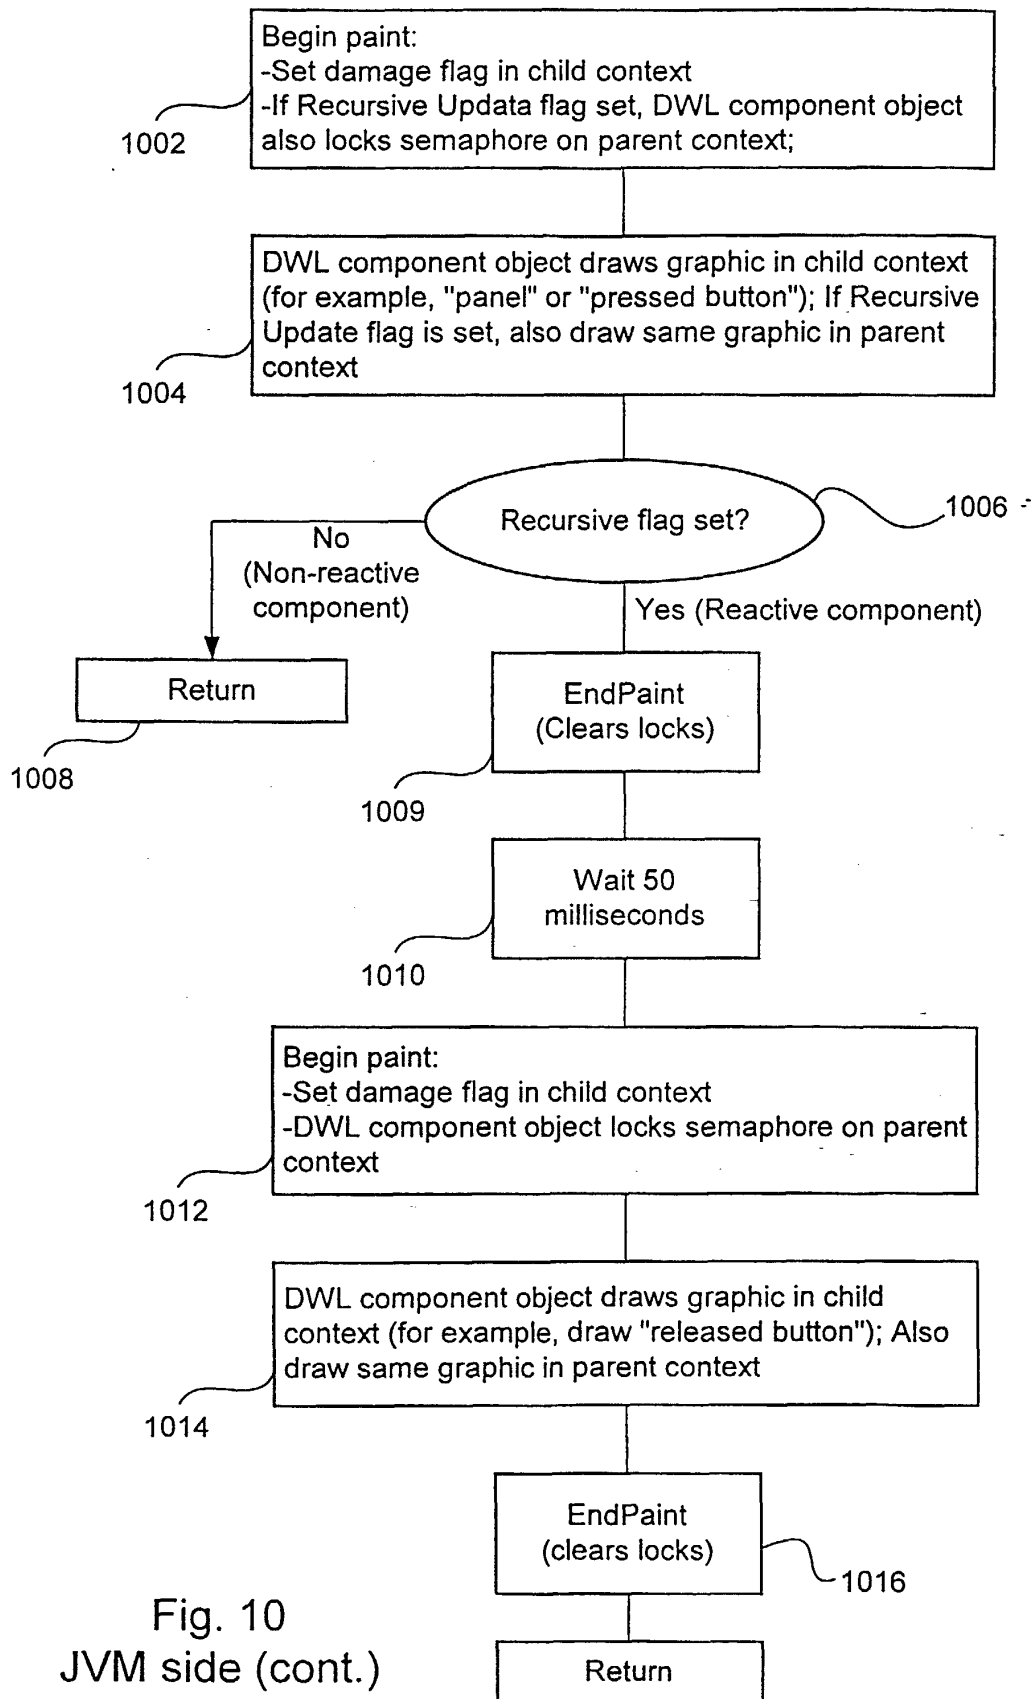 Begin paint:
-Set damage flag in child context
-If Recursive Updata flag set, DWL component object
also locks semaphore on parent context;
1002
DWL component object draws graphic in child context
(for example, "panel" or "pressed button"); If Recursive
Update flag is set, also draw same graphic in parent
context
1004
Recursive flag set?
1006
No
(Non-reactive
component)
Yes (Reactive component)
Return
1008
EndPaint
(Clears locks)
1009
Wait 50
milliseconds
1010
Begin paint:
-Set damage flag in child context
-DWL component object locks semaphore on parent
context
1012
DWL component object draws graphic in child
context (for example, draw "released button"); Also
draw same graphic in parent context
1014
EndPaint
(clears locks)
1016
Return
Fig. 10
JVM side (cont.)